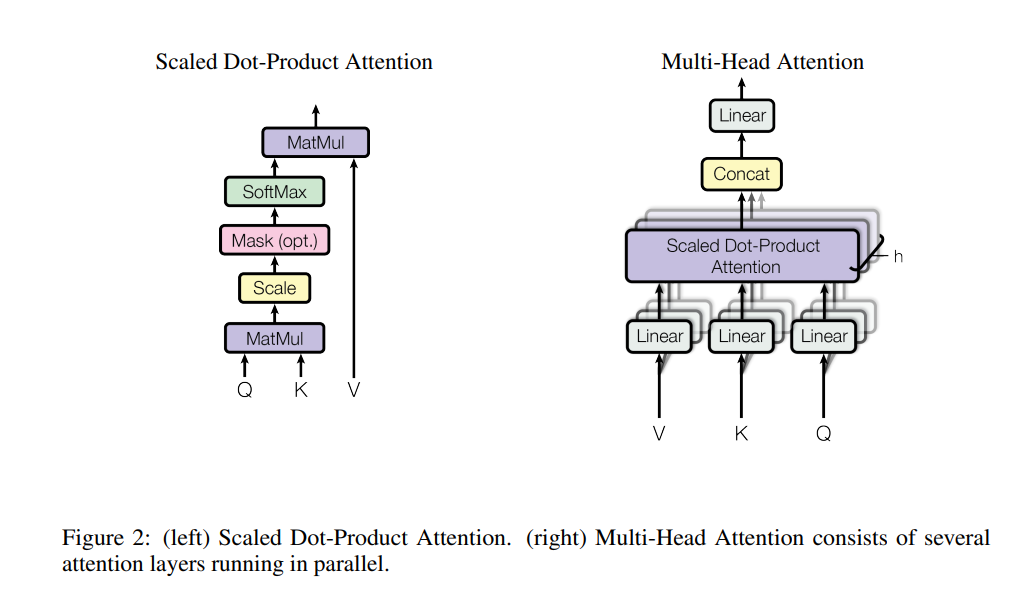 Scaled Dot-Product Attention
MatMul
SoftMax
Mask (opt.)
Scale
MatMul
Q K V
Multi-Head Attention
Linear
Concat
Scaled Dot-Product
Attention
h
Linear Linear Linear
V K Q
Figure 2: (left) Scaled Dot-Product Attention. (right) Multi-Head Attention consists of several
attention layers running in parallel.